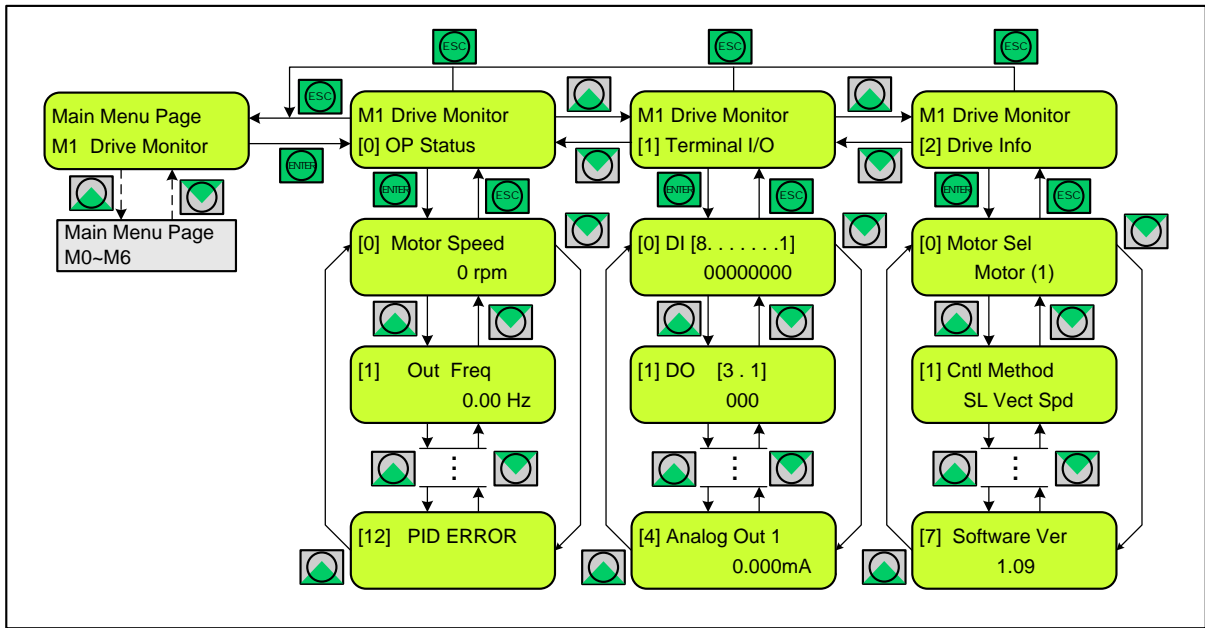 ESC
ESC
ESC
ESC
Main Menu Page
M1 Drive Monitor
ENTER
M1 Drive Monitor
[0] OP Status
M1 Drive Monitor
[1] Terminal I/O
M1 Drive Monitor
[2] Drive Info
Main Menu Page
M0~M6
ENTER
ESC
ENTER
ESC
ENTER
ESC
[0] Motor Speed
0 rpm
[0] DI [8. . . . . . .1]
00000000
[0] Motor Sel
Motor (1)
[1] Out Freq
0.00 Hz
[1] DO [3 . 1]
000
[1] Cntl Method
SL Vect Spd
[12] PID ERROR
[4] Analog Out 1
0.000mA
[7] Software Ver
1.09